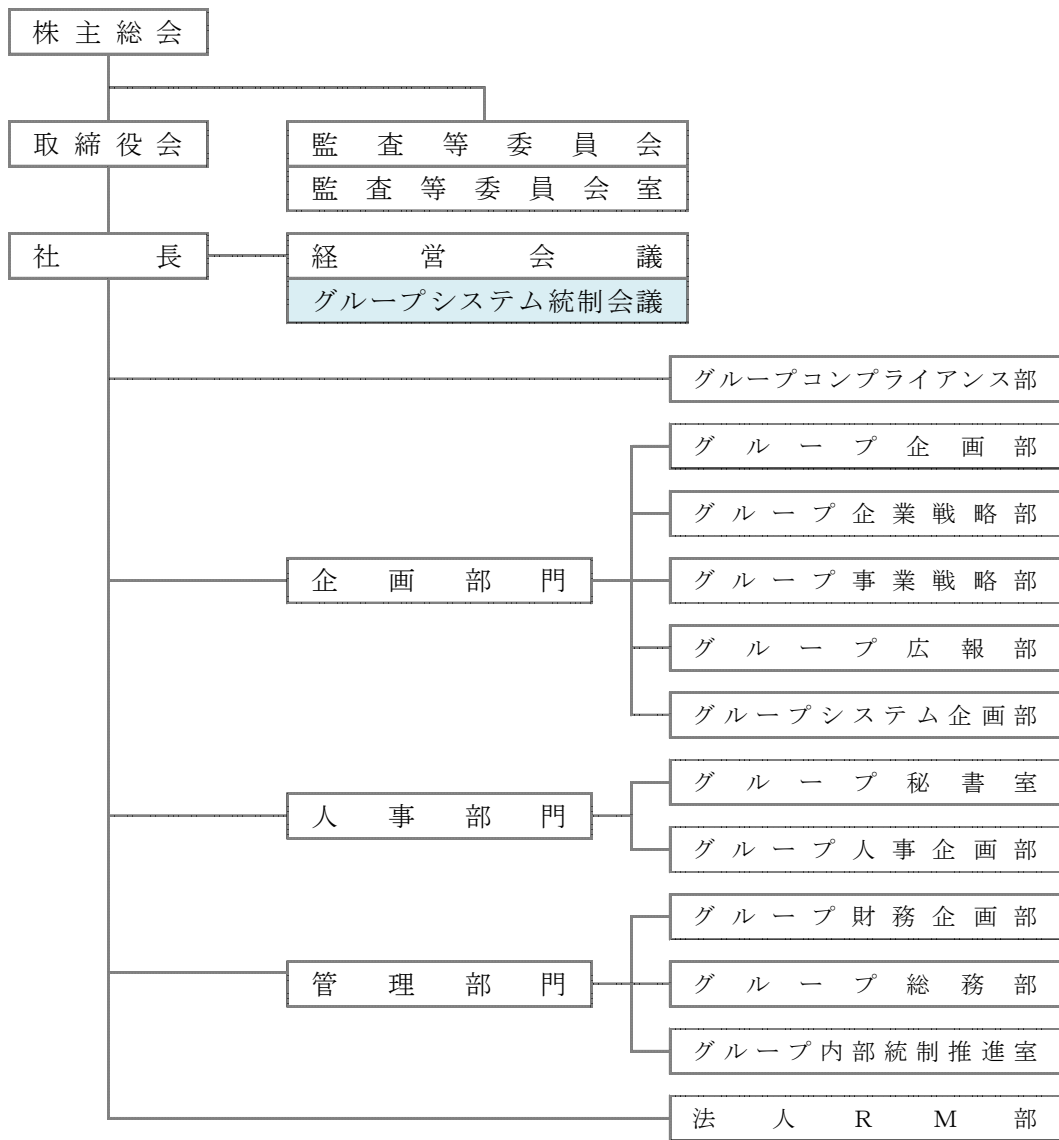 株主総会
取締役会
監査等委員会
監査等委員会室
社長
経営会議
グループシステム統制会議
グループコンプライアンス部
グループ企画部
グループ企業戦略部
企画部門
グループ事業戦略部
グループ広報部
グループシステム企画部
グループ秘書室
人事部門
グループ人事企画部
グループ財務企画部
管理部門
グループ総務部
グループ内部統制推進室
法人RM部